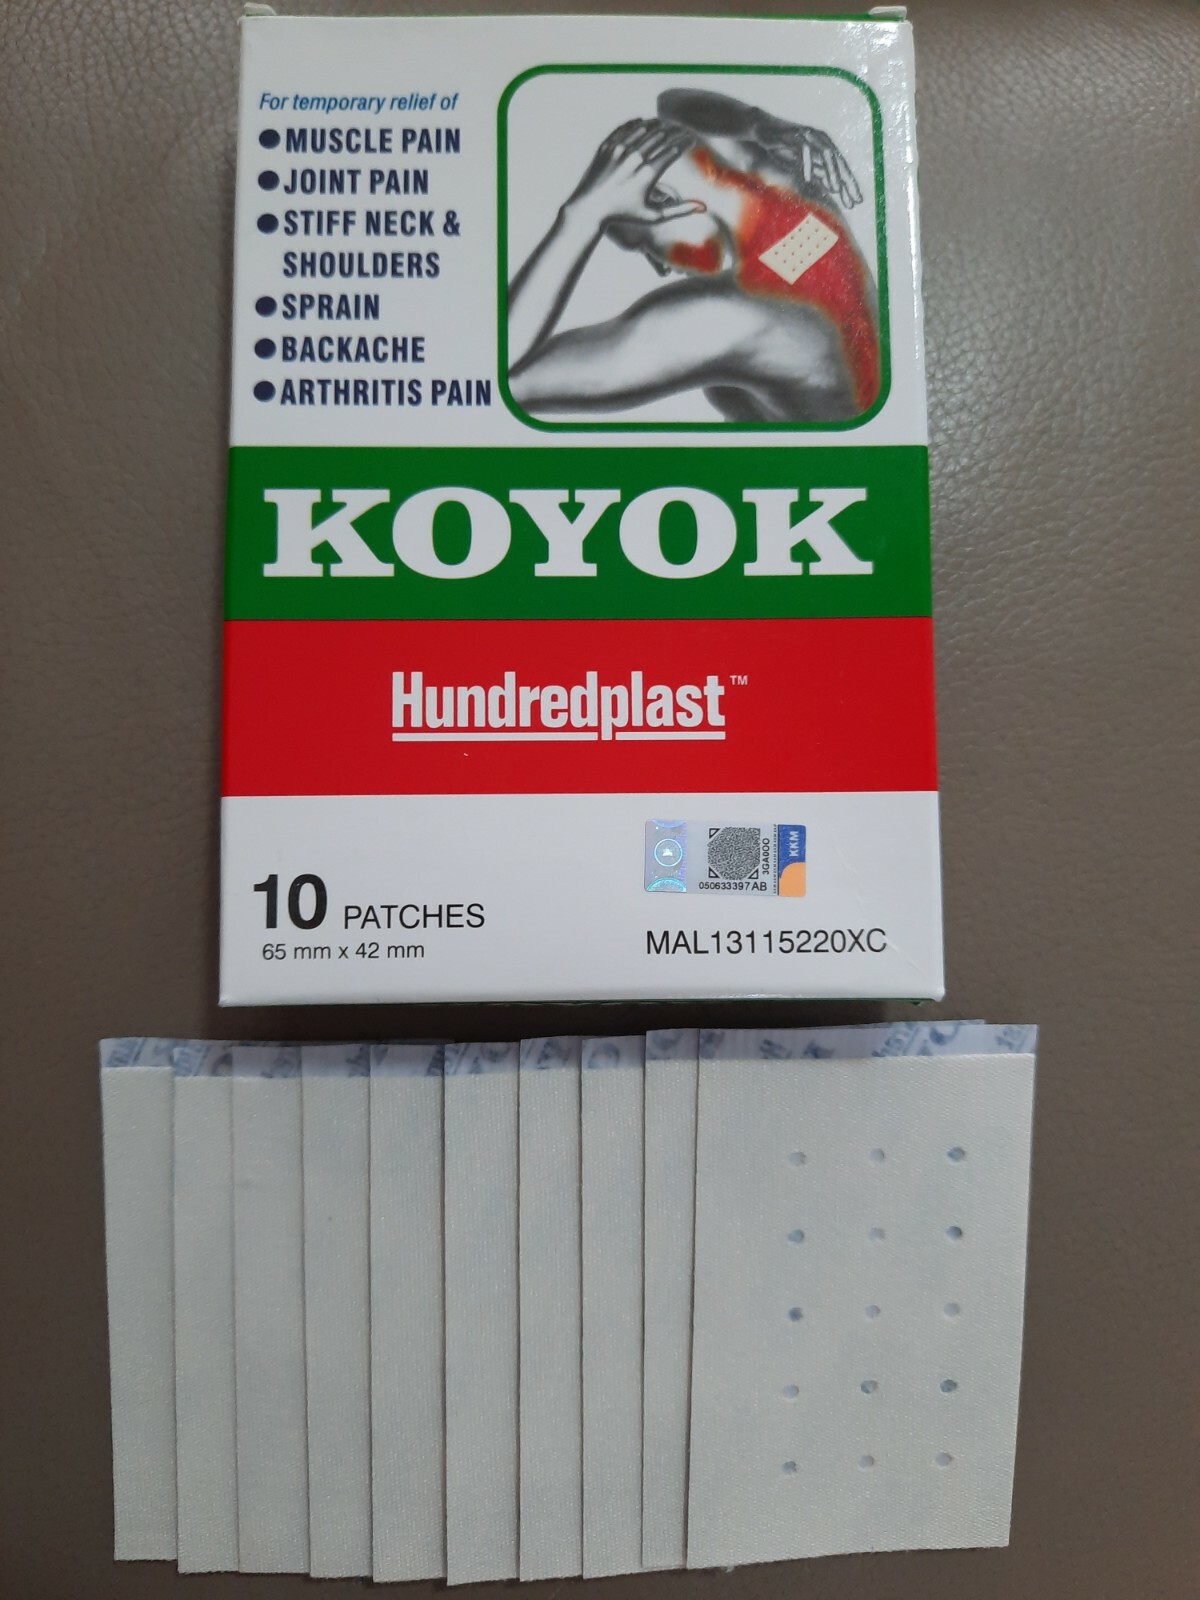 For temporary relief of
● MUSCLE PAIN
● JOINT PAIN
● STIFF NECK &
SHOULDERS
● SPRAIN
● BACKACHE
● ARTHRITIS PAIN
KOYOK
Hundredplast™
10 PATCHES
65 mm x 42 mm
3GA0OO
KKM
050633397AB
MAL13115220XC